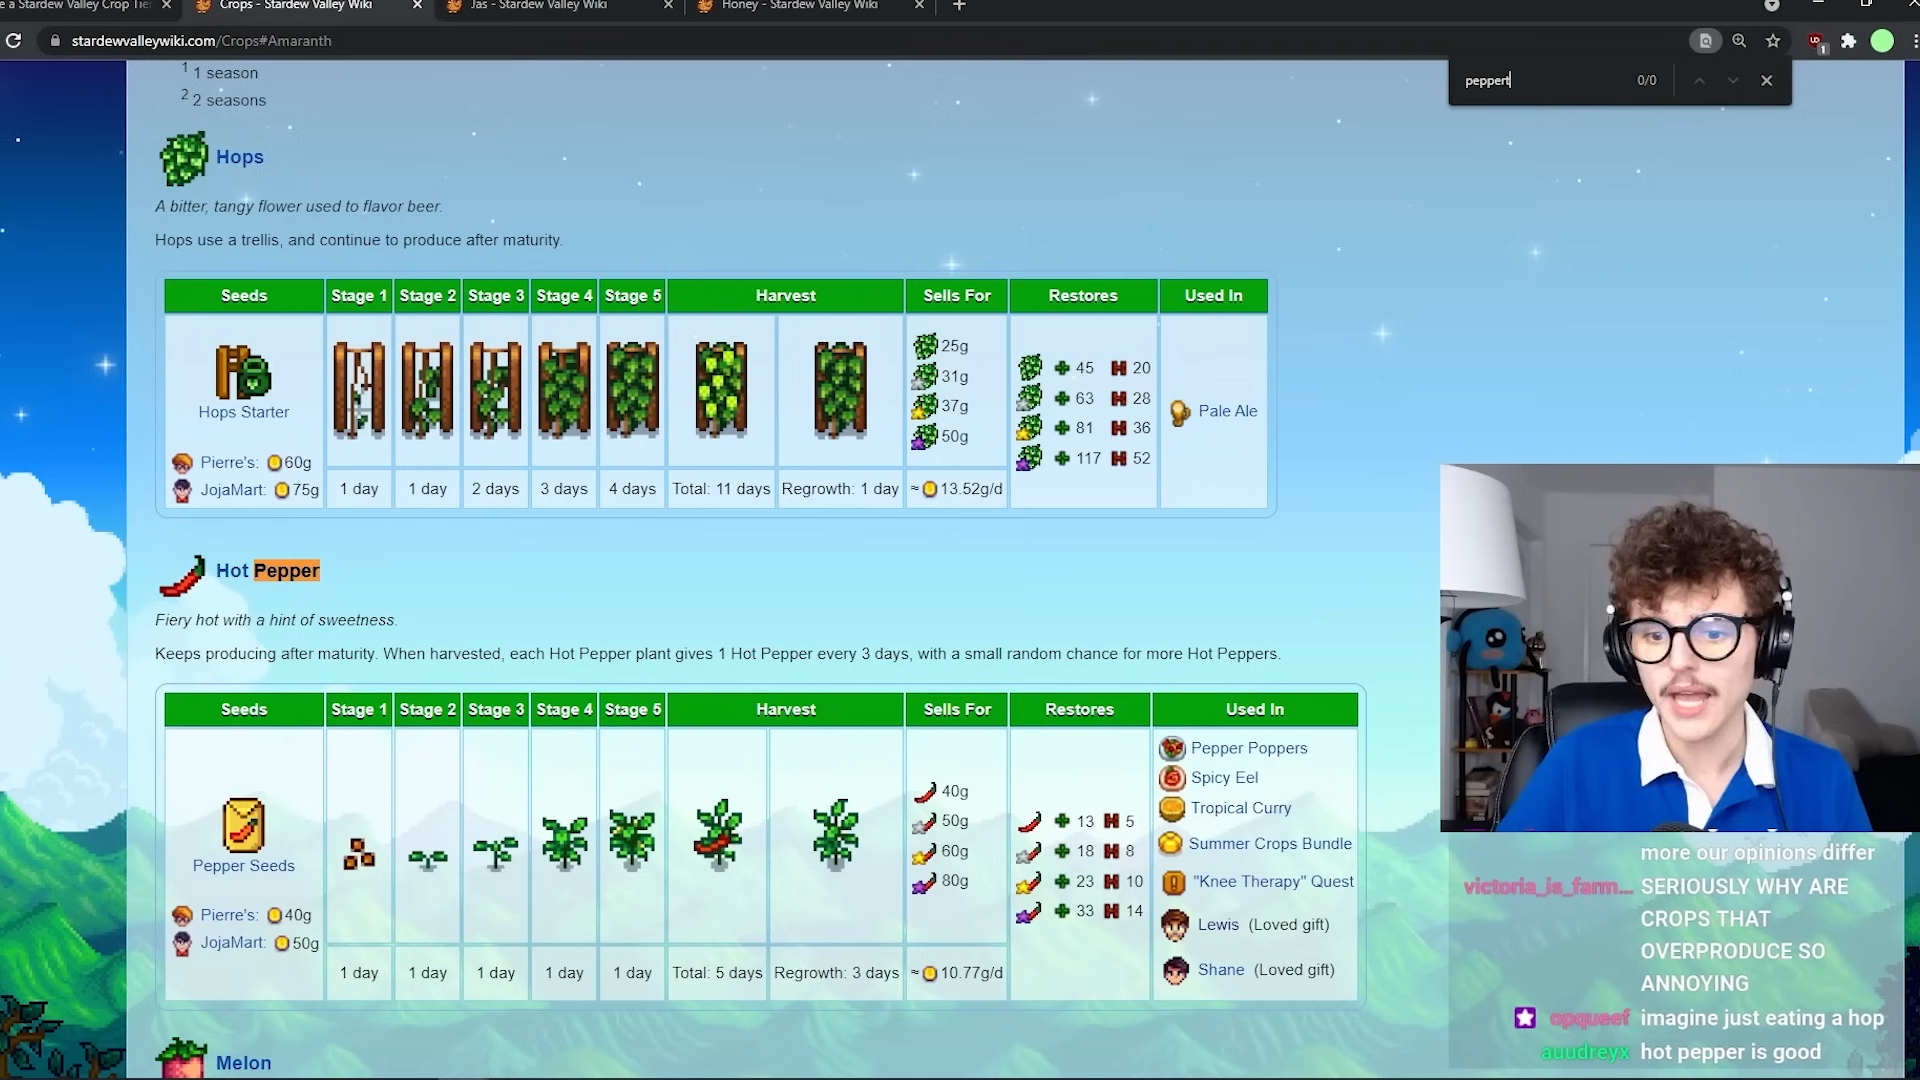 e a Stardew Valley Crop Tie
Crops - Stardew Valley Wiki
Jas - Stardew Valley Wiki
Honey - Stardew Valley Wiki
stardewvalleywiki.com/Crops#Amaranth
1
peppert
0/0
1 1 season
2 2 seasons
Hops
A bitter, tangy flower used to flavor beer.
Hops use a trellis, and continue to produce after maturity.
Seeds Stage 1 Stage 2 Stage 3 Stage 4 Stage 5 Harvest Sells For Restores Used In
Hops Starter
Pierre's: 60g
JojaMart: 75g
1 day 1 day 2 days 3 days 4 days Total: 11 days Regrowth: 1 day
25g
31g
37g
50g
≈ 13.52g/d
45 H 20
63 H 28
81 H 36
117 H 52
Pale Ale
Hot Pepper
Fiery hot with a hint of sweetness.
Keeps producing after maturity. When harvested, each Hot Pepper plant gives 1 Hot Pepper every 3 days, with a small random chance for more Hot Peppers.
Seeds Stage 1 Stage 2 Stage 3 Stage 4 Stage 5 Harvest Sells For Restores Used In
Pepper Seeds
Pierre's: 40g
JojaMart: 50g
1 day 1 day 1 day 1 day 1 day Total: 5 days Regrowth: 3 days
40g
50g
60g
80g
≈ 10.77g/d
13 H 5
18 H 8
23 H 10
33 H 14
Pepper Poppers
Spicy Eel
Tropical Curry
Summer Crops Bundle
"Knee Therapy" Quest
Lewis (Loved gift)
Shane (Loved gift)
Melon
more our opinions differ
victoria_is_farm... SERIOUSLY WHY ARE
CROPS THAT
OVERPRODUCE SO
ANNOYING
opqueef imagine just eating a hop
auudreyx hot pepper is good